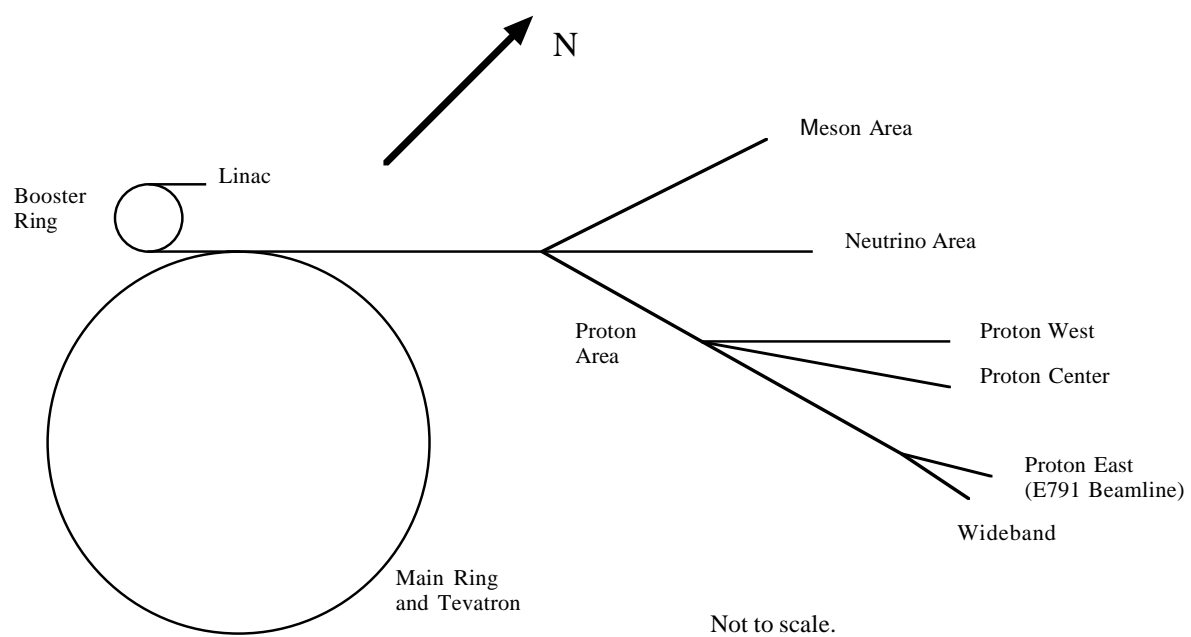 N
Meson Area
Linac
Booster
Ring
Neutrino Area
Proton
Area
Proton West
Proton Center
Proton East
(E791 Beamline)
Wideband
Main Ring
and Tevatron
Not to scale.